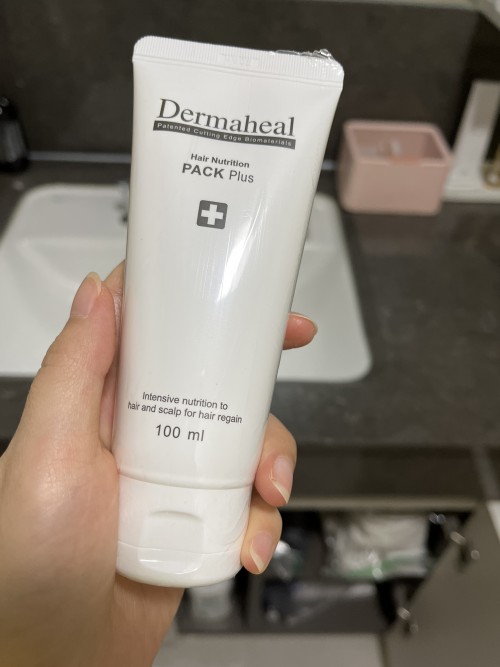 Dermaheal
Patented Cutting Edge Biomaterials
Hair Nutrition
PACK Plus
Intensive nutrition to
hair and scalp for hair regain
100 ml